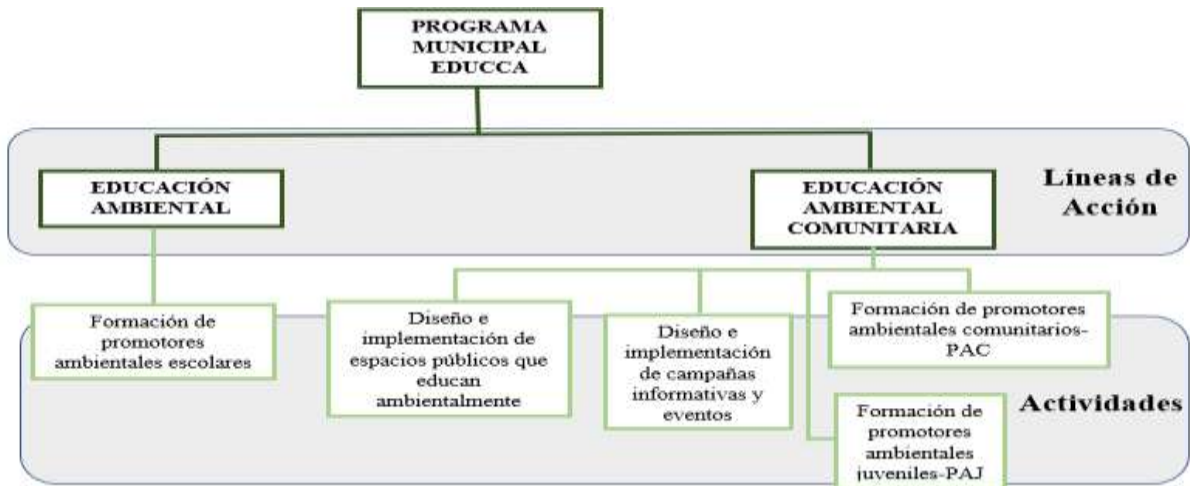 PROGRAMA
MUNICIPAL
EDUCCA
EDUCACIÓN
AMBIENTAL
EDUCACIÓN
AMBIENTAL
COMUNITARIA
Líneas de
Acción
Formación de
promotores
ambientales escolares
Diseño e
implementación de
espacios públicos que
educan
ambientalmente
Diseño e
implementación
de campañas
informativas y
eventos
Formación de promotores
ambientales comunitarios-
PAC
Formación de
promotores
ambientales
juveniles-PAJ
Actividades